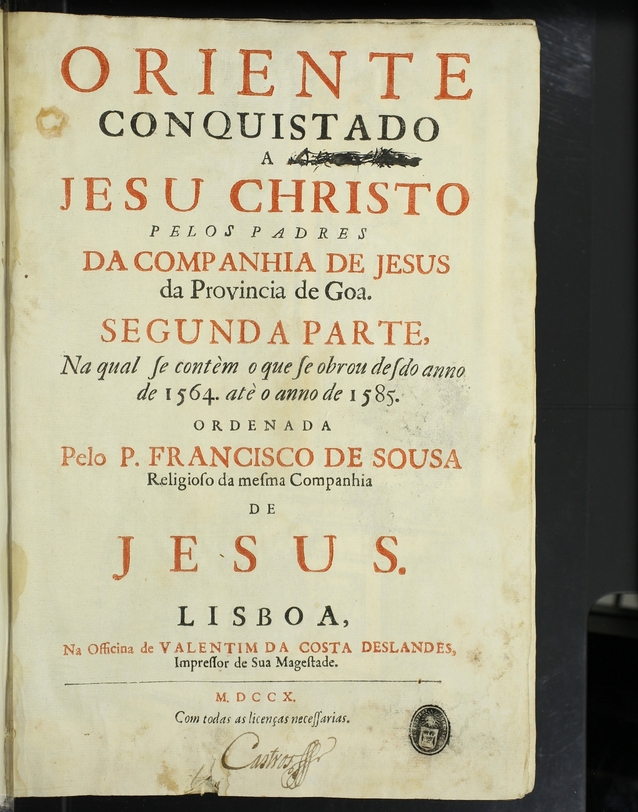 ORIENTE
CONQUISTADO
A
JESU CHRISTO
PELOS PADRES
DA COMPANHIA DE JESUS
da Provincia de Goa.
SEGUNDA PARTE,
Na qual ſe contèm o que ſe obrou deſdo anno
de 1564. atè o anno de 1585.
ORDENADA
Pelo P. FRANCISCO DE SOUSA
Religioſo da meſma Companhia
DE
JESUS.
LISBOA,
Na Officina de VALENTIM DA COSTA DESLANDES,
Impreſſor de Sua Mageſtade.
M. DCCX.
Com todas as licenças neceſſarias.
Castro